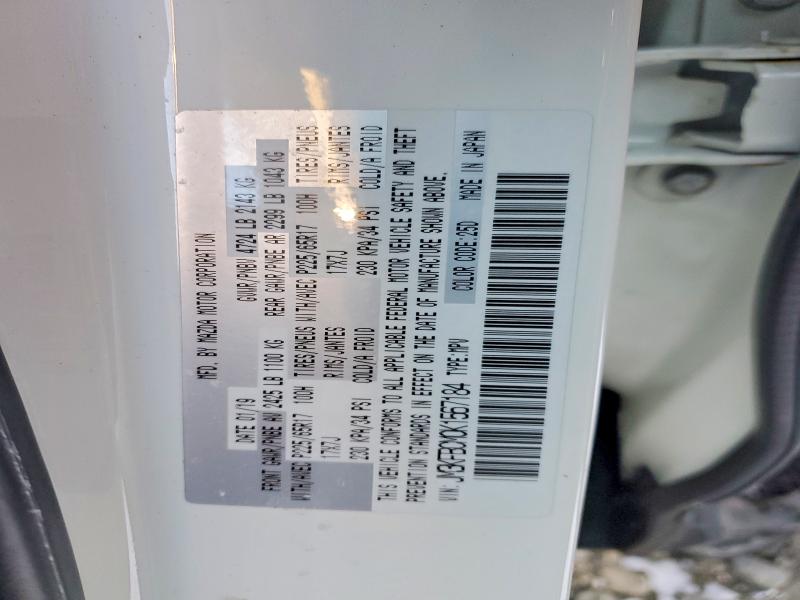 MFD. BY MAZDA MOTOR CORPORATION
DATE 01/19 GVWR/PNBV 4724 LB 2143 KG
FRONT GAWR/PNBE AV 2425 LB 1100 KG REAR GAWR/PNBE AR 2299 LB 1043 KG
WITH/AVEC P225/65R17 100H TIRES/PNEUS WITH/AVEC P225/65R17 100H TIRES/PNEUS
17X7J RIMS/JANTES 17X7J RIMS/JANTES
230 KPA/34 PSI COLD/A FROID 230 KPA/34 PSI COLD/A FROID
THIS VEHICLE CONFORMS TO ALL APPLICABLE FEDERAL MOTOR VEHICLE SAFETY AND THEFT
PREVENTION STANDARDS IN EFFECT ON THE DATE OF MANUFACTURE SHOWN ABOVE.
VIN: TYPE:MPV COLOR CODE:25D MADE IN JAPAN